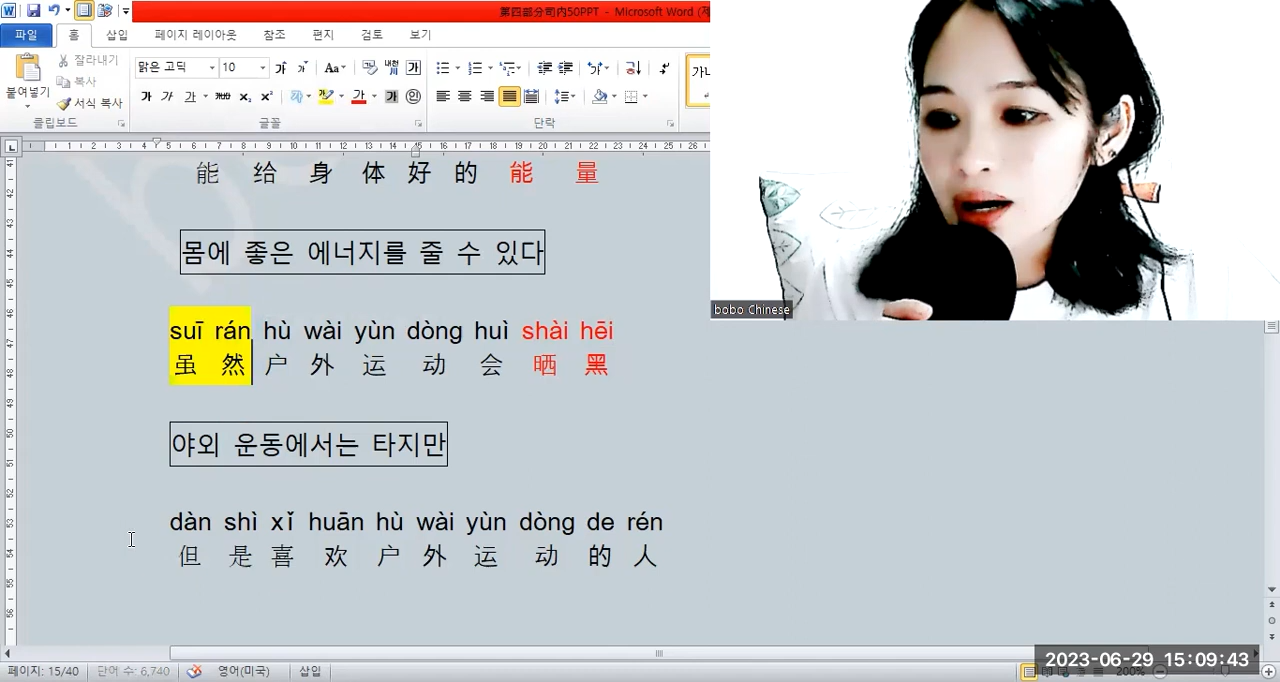 第四部分司内50PPT - Microsoft Word (제
파일 홈 삽입 페이지 레이아웃 참조 편지 검토 보기
붙여넣기
잘라내기
복사
서식 복사
클립보드
맑은 고딕 10
글꼴
단락
能 给 身 体 好 的 能 量
몸에 좋은 에너지를 줄 수 있다
suī rán hù wài yùn dòng huì shài hēi
虽 然 户 外 运 动 会 晒 黑
야외 운동에서는 타지만
dàn shì xǐ huān hù wài yùn dòng de rén
但 是 喜 欢 户 外 运 动 的 人
bobo Chinese
페이지: 15/40 단어 수: 6,740 영어(미국) 삽입
200%
2023-06-29 15:09:43